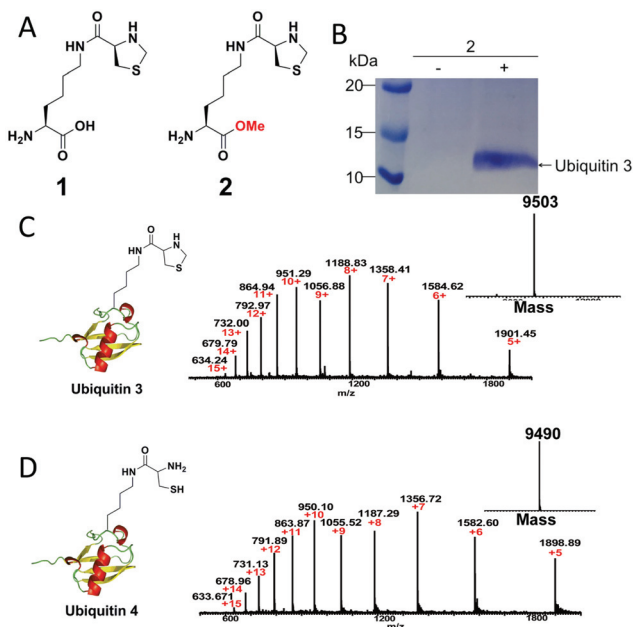 A
B
HN
O
H
N
S
OH
H2N
O
1
HN
O
H
N
S
OMe
H2N
O
2
2
kDa
-
+
20
15
10
Ubiquitin 3
C
O
H
N
HN
S
Ubiquitin 3
634.24
15+
679.79
14+
732.00
13+
792.97
12+
864.94
11+
951.29
10+
1056.88
9+
1188.83
8+
1358.41
7+
1584.62
6+
1901.45
5+
600
1200
1800
m/z
9503
Mass
D
O
NH2
HN
SH
Ubiquitin 4
633.671
+15
678.96
+14
731.13
+13
791.89
+12
863.87
+11
950.10
+10
1055.52
+9
1187.29
+8
1356.72
+7
1582.60
+6
1898.89
+5
600
1200
1800
m/z
9490
Mass